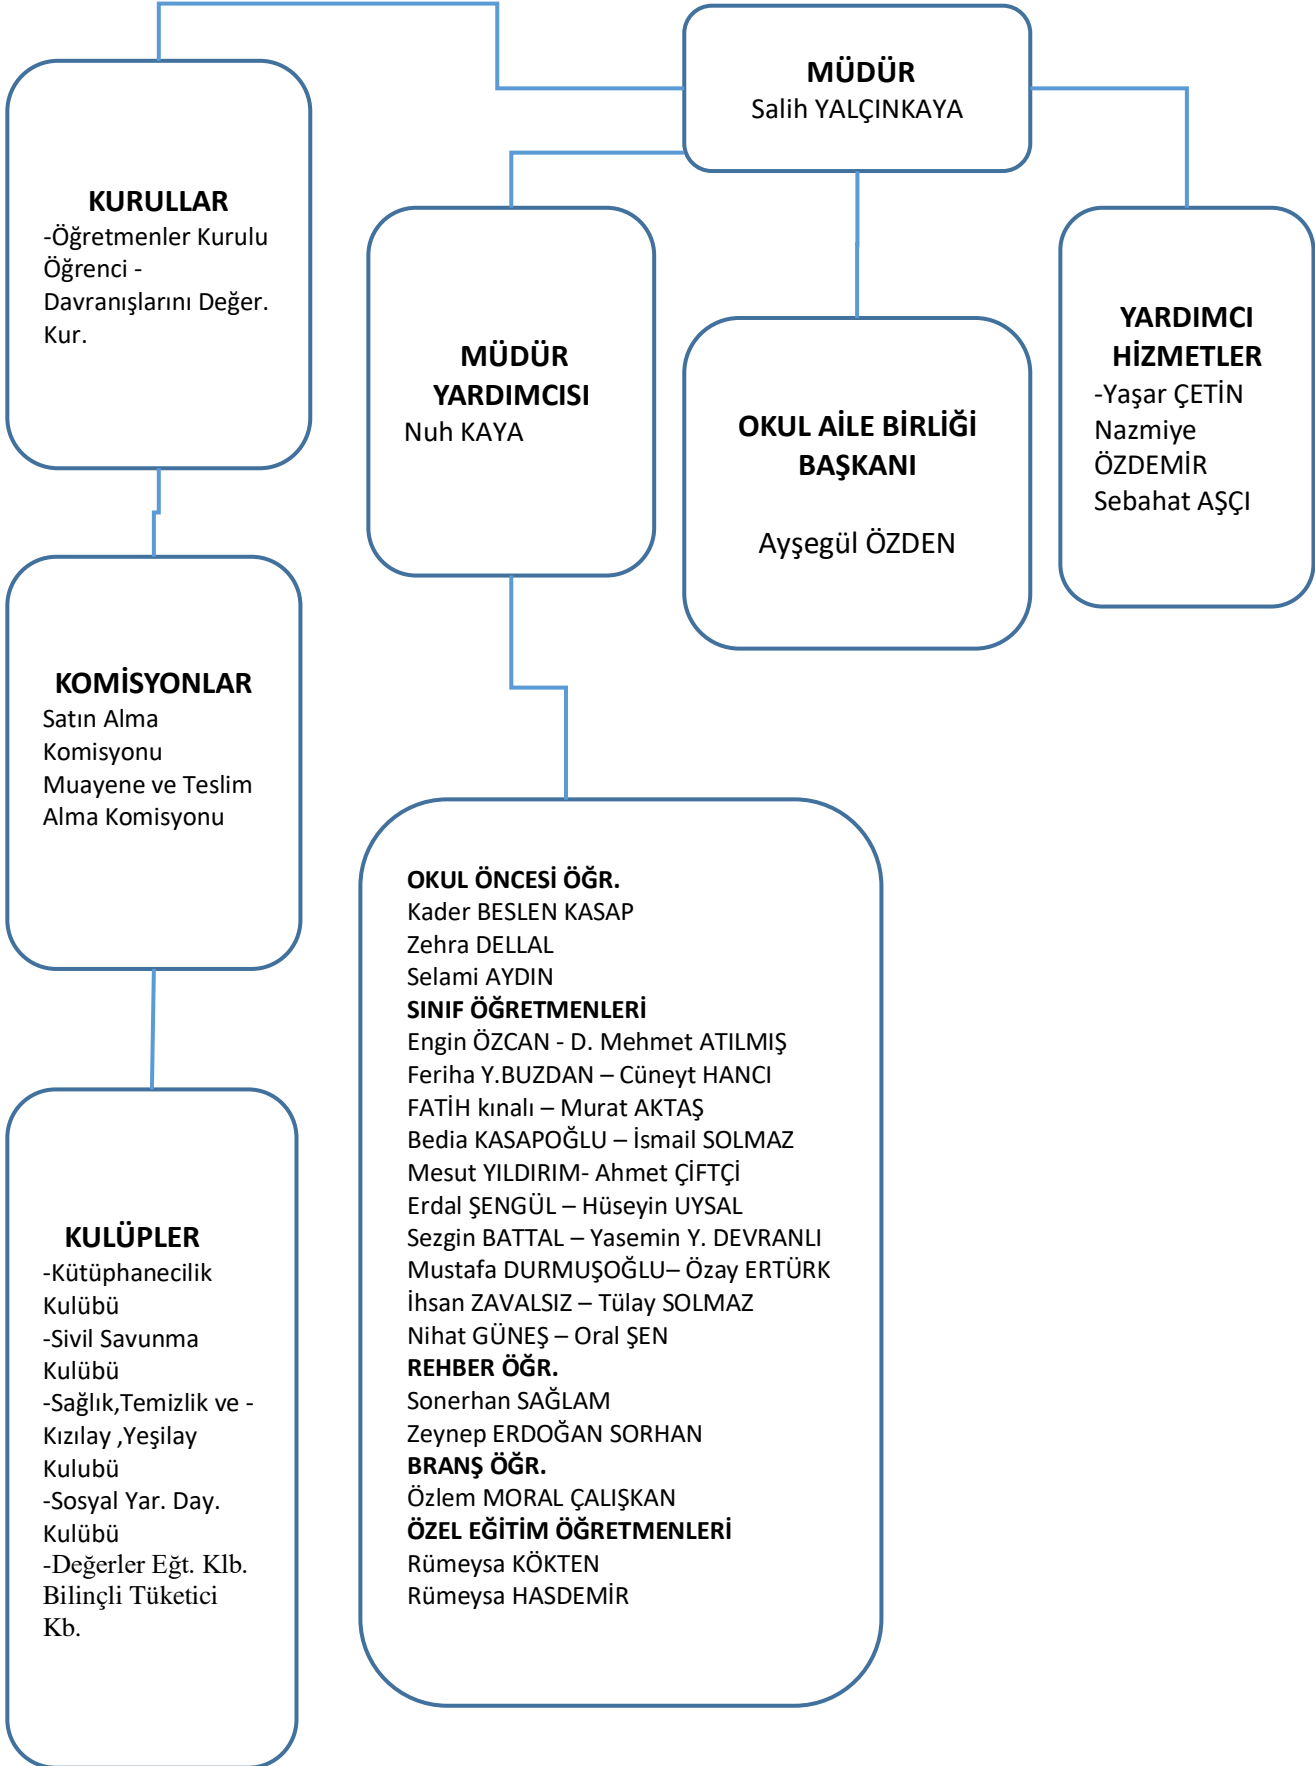 MÜDÜR
Salih YALÇINKAYA
KURULLAR
-Öğretmenler Kurulu
Öğrenci -
Davranışlarını Değer.
Kur.
MÜDÜR
YARDIMCISI
Nuh KAYA
OKUL AİLE BİRLİĞİ
BAŞKANI
Ayşegül ÖZDEN
YARDIMCI
HİZMETLER
-Yaşar ÇETİN
Nazmiye
ÖZDEMİR
Sebahat AŞÇI
KOMİSYONLAR
Satın Alma
Komisyonu
Muayene ve Teslim
Alma Komisyonu
KULÜPLER
-Kütüphanecilik
Kulübü
-Sivil Savunma
Kulübü
-Sağlık,Temizlik ve -
Kızılay ,Yeşilay
Kulubü
-Sosyal Yar. Day.
Kulübü
-Değerler Eğt. Klb.
Bilinçli Tüketici
Kb.
OKUL ÖNCESİ ÖĞR.
Kader BESLEN KASAP
Zehra DELLAL
Selami AYDIN
SINIF ÖĞRETMENLERİ
Engin ÖZCAN - D. Mehmet ATILMIŞ
Feriha Y.BUZDAN – Cüneyt HANCI
FATİH kınalı – Murat AKTAŞ
Bedia KASAPOĞLU – İsmail SOLMAZ
Mesut YILDIRIM- Ahmet ÇİFTÇİ
Erdal ŞENGÜL – Hüseyin UYSAL
Sezgin BATTAL – Yasemin Y. DEVRANLI
Mustafa DURMUŞOĞLU– Özay ERTÜRK
İhsan ZAVALSIZ – Tülay SOLMAZ
Nihat GÜNEŞ – Oral ŞEN
REHBER ÖĞR.
Sonerhan SAĞLAM
Zeynep ERDOĞAN SORHAN
BRANŞ ÖĞR.
Özlem MORAL ÇALIŞKAN
ÖZEL EĞİTİM ÖĞRETMENLERİ
Rümeysa KÖKTEN
Rümeysa HASDEMİR